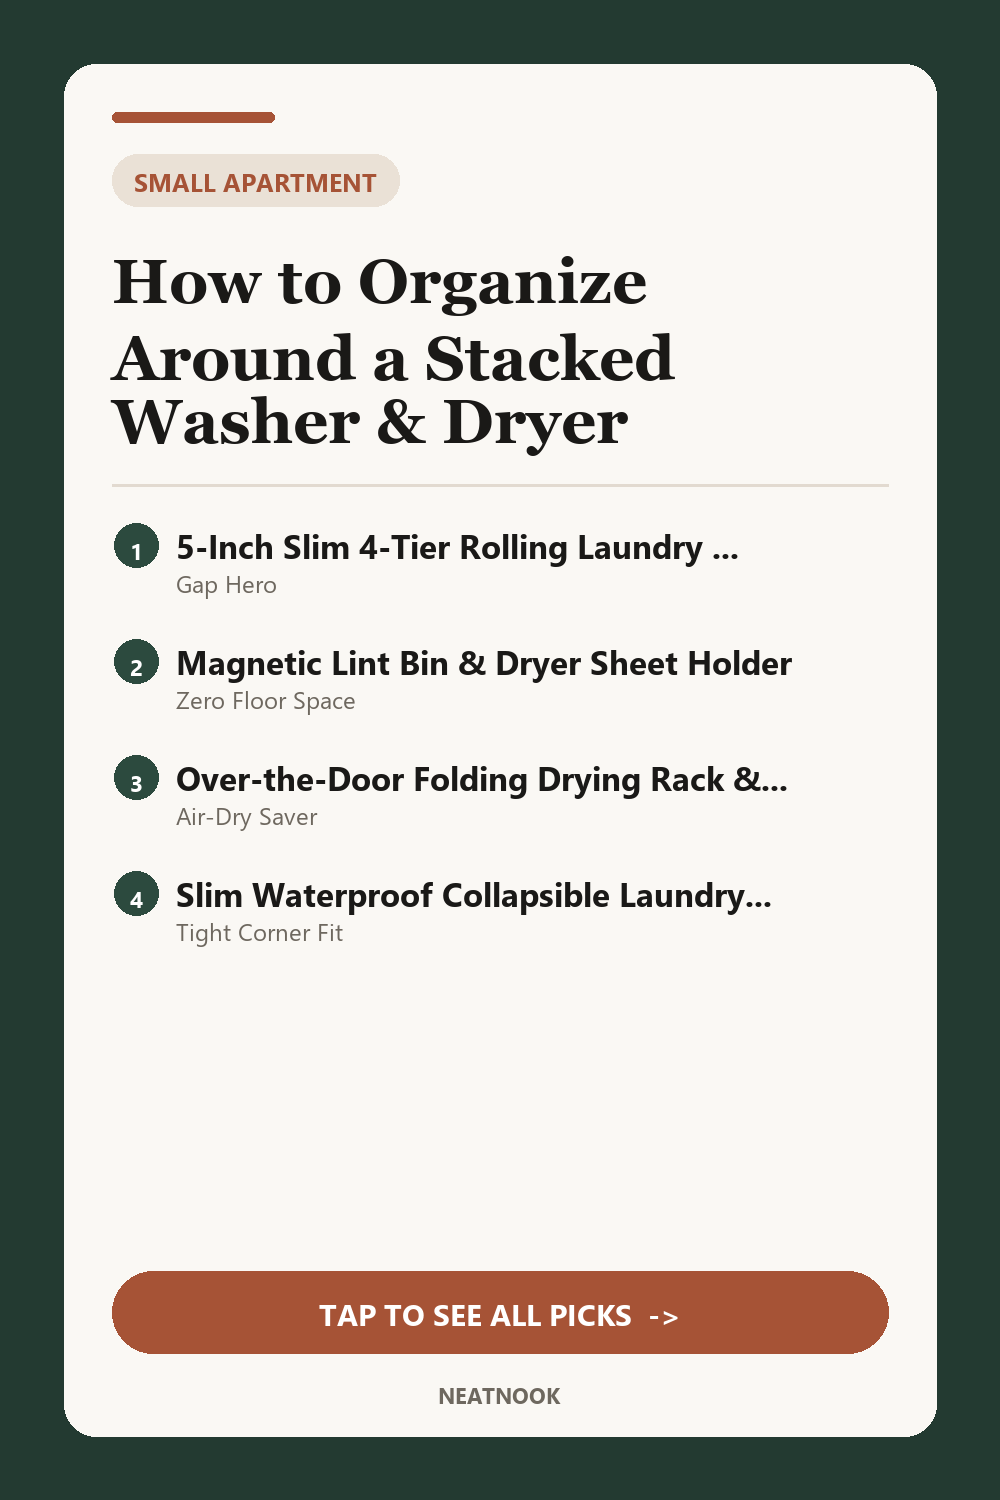 SMALL APARTMENT
How to Organize
Around a Stacked
Washer & Dryer
1 5-Inch Slim 4-Tier Rolling Laundry ...
Gap Hero
2 Magnetic Lint Bin & Dryer Sheet Holder
Zero Floor Space
3 Over-the-Door Folding Drying Rack &...
Air-Dry Saver
4 Slim Waterproof Collapsible Laundry...
Tight Corner Fit
TAP TO SEE ALL PICKS ->
NEATNOOK